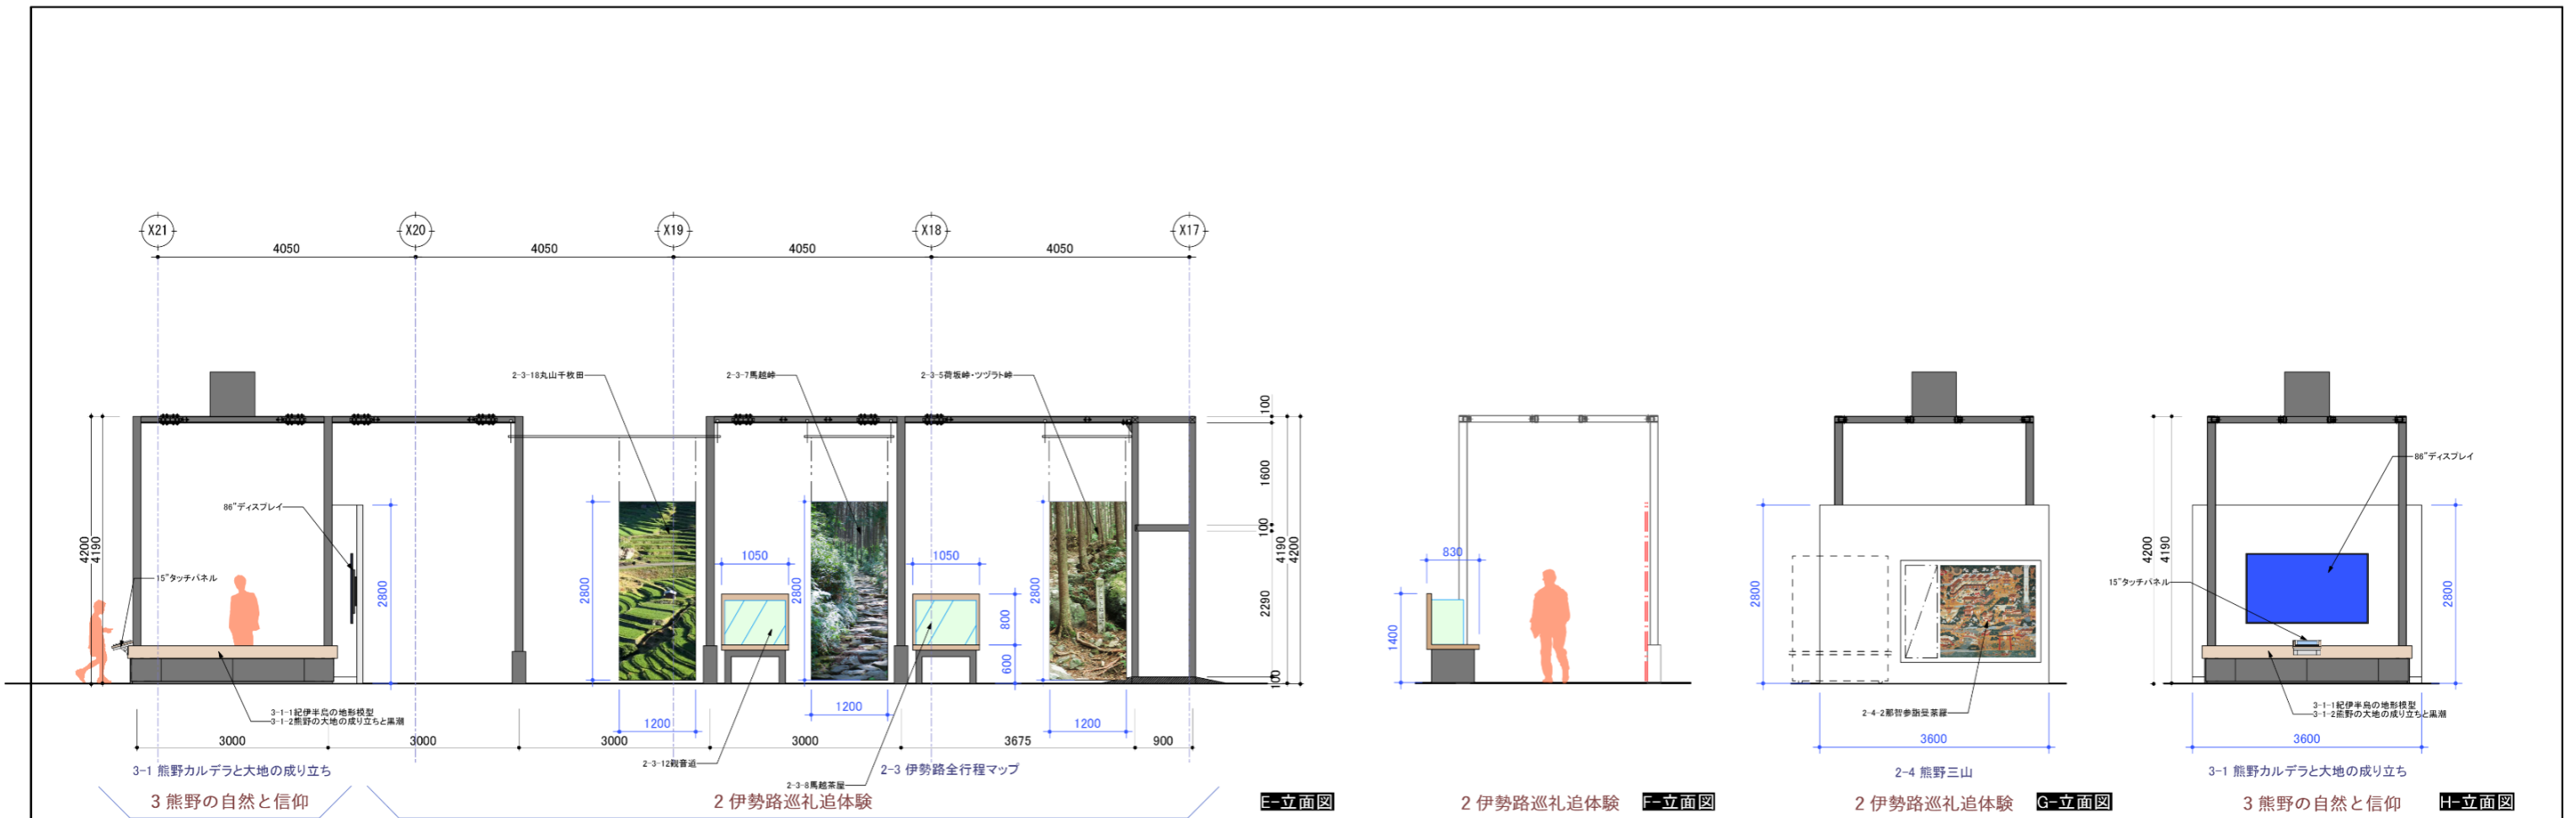 X21
X20
X19
X18
X17
4050
4050
4050
4050
2-3-18丸山千枚田
2-3-7馬越峠
2-3-5荷坂峠・ツヅラト峠
86"ディスプレイ
15"タッチパネル
4200
4190
2800
2800
1050
2800
1050
2800
800
600
100
1600
100
2290
100
4190
4200
1200
1200
1200
3-1-1紀伊半島の地形模型
3-1-2熊野の大地の成り立ちと黒潮
3000
3000
3000
3000
3675
900
2-3-12観音道
2-3-8馬越茶屋
3-1 熊野カルデラと大地の成り立ち
2-3 伊勢路全行程マップ
3 熊野の自然と信仰
2 伊勢路巡礼追体験
E-立面図
830
1400
2 伊勢路巡礼追体験
F-立面図
2800
2-4-2那智参詣曼荼羅
3600
2-4 熊野三山
2 伊勢路巡礼追体験
G-立面図
4200
4190
86"ディスプレイ
15"タッチパネル
2800
3-1-1紀伊半島の地形模型
3-1-2熊野の大地の成り立ちと黒潮
3600
3-1 熊野カルデラと大地の成り立ち
3 熊野の自然と信仰
H-立面図